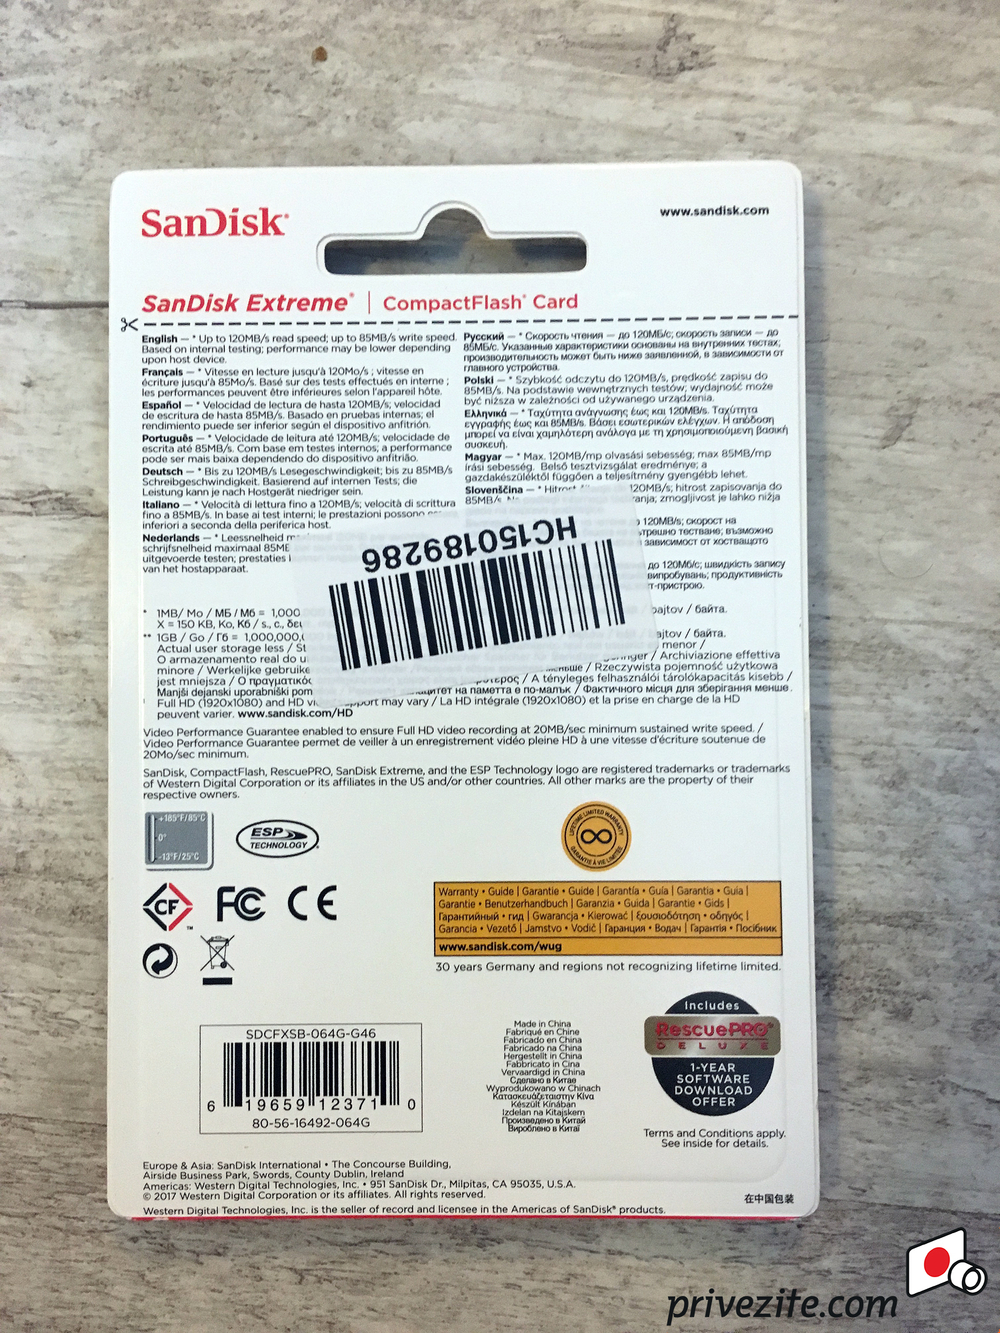 SanDisk®
www.sandisk.com
SanDisk Extreme® | CompactFlash® Card
English — * Up to 120MB/s read speed; up to 85MB/s write speed.
Based on internal testing; performance may be lower depending
upon host device.
Français — * Vitesse en lecture jusqu'à 120Mo/s ; vitesse en
écriture jusqu'à 85Mo/s. Basé sur des tests effectués en interne ;
les performances peuvent être inférieures selon l'appareil hôte.
Español — * Velocidad de lectura de hasta 120MB/s; velocidad
de escritura de hasta 85MB/s. Basado en pruebas internas; el
rendimiento puede ser inferior según el dispositivo anfitrión.
Português — * Velocidade de leitura até 120MB/s; velocidade de
escrita até 85MB/s. Com base em testes internos; a performance
pode ser mais baixa dependendo do dispositivo anfitrião.
Deutsch — * Bis zu 120MB/s Lesegeschwindigkeit; bis zu 85MB/s
Schreibgeschwindigkeit. Basierend auf internen Tests; die
Leistung kann je nach Hostgerät niedriger sein.
Italiano — * Velocità di lettura fino a 120MB/s; velocità di scrittura
fino a 85MB/s. In base ai test interni; le prestazioni possono
inferiori a seconda della periferica host.
Nederlands — * Leessnelheid
schrijfsnelheid maximaal 85MB
uitgevoerde testen; prestaties
van het hostapparaat.
Русский — * Скорость чтения — до 120МБ/с; скорость записи — до
85МБ/с. Указанные характеристики основаны на внутренних тестах;
производительность может быть ниже заявленной, в зависимости от
главного устройства.
Polski — * Szybkość odczytu do 120MB/s, prędkość zapisu do
85MB/s. Na podstawie wewnętrznych testów; wydajność może
być niższa w zależności od używanego urządzenia.
Ελληνικά — * Ταχύτητα ανάγνωσης έως και 120MB/s. Ταχύτητα
εγγραφής έως και 85MB/s. Βάσει εσωτερικών ελέγχων. Η απόδοση
μπορεί να είναι χαμηλότερη ανάλογα με τη χρησιμοποιούμενη βασική
συσκευή.
Magyar — * Max. 120MB/mp olvasási sebesség; max 85MB/mp
írási sebesség. Belső tesztvizsgálat eredménye; a
gazdakészüléktől függően a teljesítmény gyengébb lehet.
Slovenščina — * Hitrost 120MB/s; hitrost zapisovanja do
85MB/s. zmogljivost je lahko nižja
120MB/s; скорост на
тестване; възможно
зависимост от хостващото
до 120Мб/с; швидкість запису
випробувань; продуктивність
HC150189286
* 1MB/ Mo / МБ / Мб = 1,000
X = 150 KB, Ko, Кб / s., c.,
** 1GB / Go / Гб = 1,000,000,
Actual user storage less / St
O armazenamento real do u
minore / Werkelijke gebruike
jest mniejsza / Ο πραγματικός
Manjši dejanski uporabniški pom
bajtov / байта.
bajtov / байта.
menor /
/ Archiviazione effettiva
/ Rzeczywista pojemność użytkowa
/ A tényleges felhasználói tárolókapacitás kisebb /
на паметта е по-малък / Фактичного місця для зберігання менше.
Full HD (1920x1080) and HD support may vary / La HD intégrale (1920x1080) et la prise en charge de la HD
peuvent varier. www.sandisk.com/HD
Video Performance Guarantee enabled to ensure Full HD video recording at 20MB/sec minimum sustained write speed. /
Video Performance Guarantee permet de veiller à un enregistrement vidéo pleine HD à une vitesse d'écriture soutenue de
20Mo/sec minimum.
SanDisk, CompactFlash, RescuePRO, SanDisk Extreme, and the ESP Technology logo are registered trademarks or trademarks
of Western Digital Corporation or its affiliates in the US and/or other countries. All other marks are the property of their
respective owners.
+185°F/85°C
0°
-13°F/25°C
ESP
TECHNOLOGY
LIFETIME LIMITED WARRANTY
GARANTIE À VIE LIMITÉE
CF™ FC CE
Warranty • Guide | Garantie • Guide | Garantía • Guía | Garantia • Guia |
Garantie • Benutzerhandbuch | Garanzia • Guida | Garantie • Gids |
Гарантийный • гид | Gwarancja • Kierować | ξουσιοδότηση • οδηγός |
Garancia • Vezető | Jamstvo • Vodič | Гаранция • Водач | Гарантія • Посібник
www.sandisk.com/wug
30 years Germany and regions not recognizing lifetime limited.
SDCFXSB-064G-G46
6 19659 12371 0
80-56-16492-064G
Made in China
Fabriqué en Chine
Fabricado en China
Fabricado na China
Hergestellt in China
Fabbricato in Cina
Vervaardigd in China
Сделано в Китае
Wyprodukowano w Chinach
Κατασκευάζεται στην Κίνα
Készült Kínában
Izdelan na Kitajskem
Произведено в Китай
Вироблено в Китаї
Includes
RescuePRO®
DELUXE
1-YEAR
SOFTWARE
DOWNLOAD
OFFER
Terms and Conditions apply.
See inside for details.
Europe & Asia: SanDisk International • The Concourse Building,
Airside Business Park, Swords, County Dublin, Ireland
Americas: Western Digital Technologies, Inc. • 951 SanDisk Dr., Milpitas, CA 95035, U.S.A.
© 2017 Western Digital Corporation or its affiliates. All rights reserved.
Western Digital Technologies, Inc. is the seller of record and licensee in the Americas of SanDisk® products.
在中国包装
privezite.com